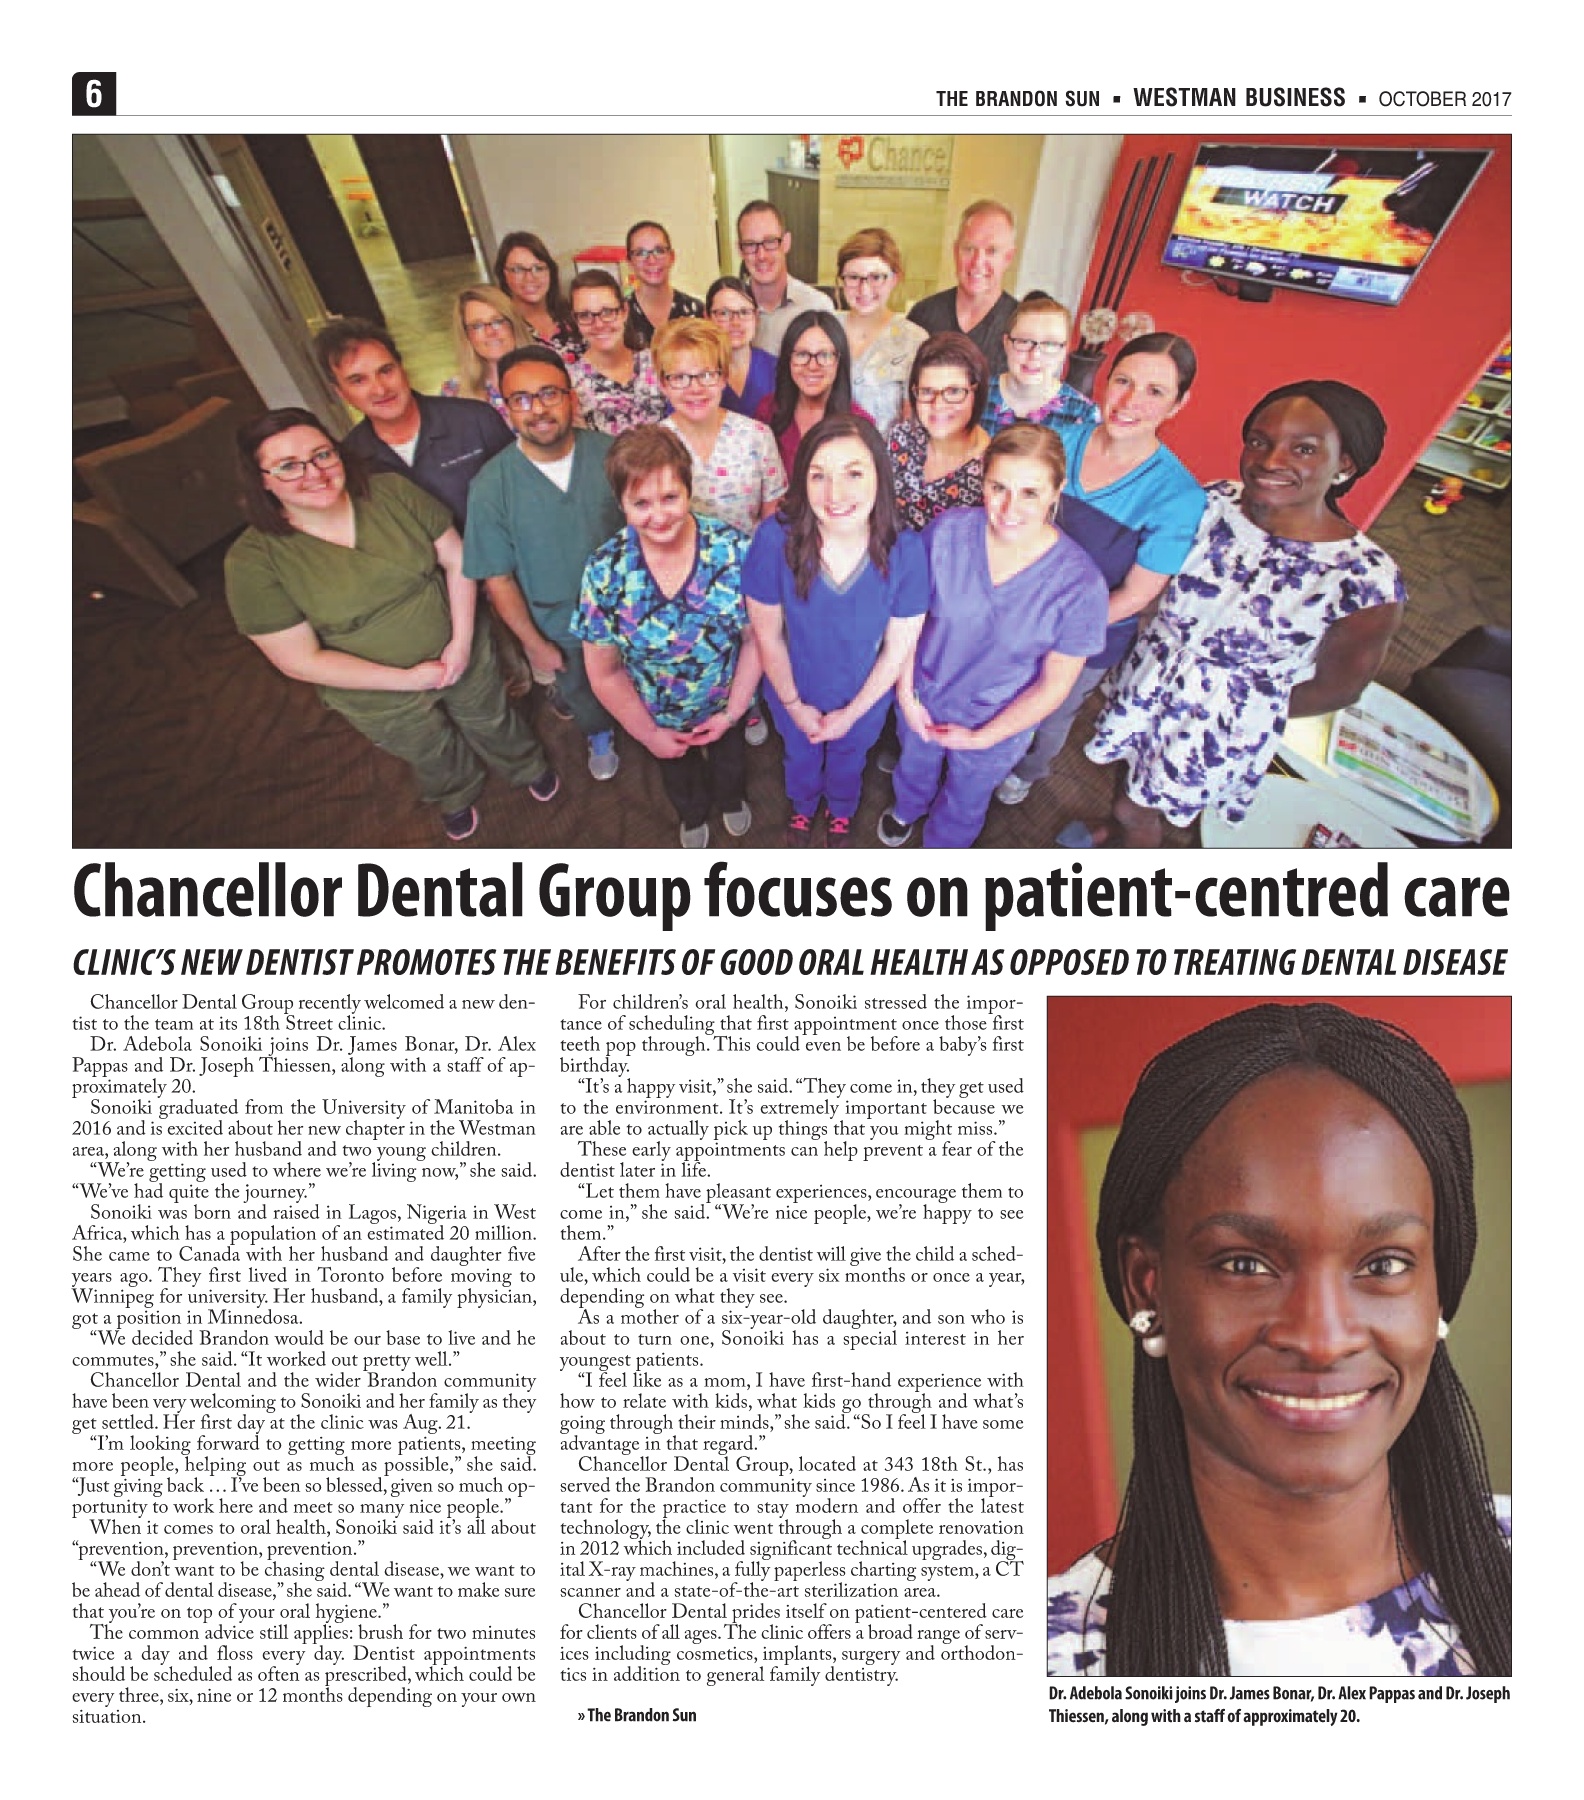 6
THE BRANDON SUN ▪ WESTMAN BUSINESS ▪ OCTOBER 2017
Chance
WATCH
Chancellor Dental Group focuses on patient-centred care
CLINIC'S NEW DENTIST PROMOTES THE BENEFITS OF GOOD ORAL HEALTH AS OPPOSED TO TREATING DENTAL DISEASE
Chancellor Dental Group recently welcomed a new den-
tist to the team at its 18th Street clinic.
Dr. Adebola Sonoiki joins Dr. James Bonar, Dr. Alex
Pappas and Dr. Joseph Thiessen, along with a staff of ap-
proximately 20.
Sonoiki graduated from the University of Manitoba in
2016 and is excited about her new chapter in the Westman
area, along with her husband and two young children.
“We're getting used to where we're living now,” she said.
“We've had quite the journey.”
Sonoiki was born and raised in Lagos, Nigeria in West
Africa, which has a population of an estimated 20 million.
She came to Canada with her husband and daughter five
years ago. They first lived in Toronto before moving to
Winnipeg for university. Her husband, a family physician,
got a position in Minnedosa.
“We decided Brandon would be our base to live and he
commutes,” she said. “It worked out pretty well.”
Chancellor Dental and the wider Brandon community
have been very welcoming to Sonoiki and her family as they
get settled. Her first day at the clinic was Aug. 21.
“I'm looking forward to getting more patients, meeting
more people, helping out as much as possible,” she said.
“Just giving back … I've been so blessed, given so much op-
portunity to work here and meet so many nice people.”
When it comes to oral health, Sonoiki said it's all about
“prevention, prevention, prevention.”
“We don't want to be chasing dental disease, we want to
be ahead of dental disease,” she said. “We want to make sure
that you're on top of your oral hygiene.”
The common advice still applies: brush for two minutes
twice a day and floss every day. Dentist appointments
should be scheduled as often as prescribed, which could be
every three, six, nine or 12 months depending on your own
situation.
For children's oral health, Sonoiki stressed the impor-
tance of scheduling that first appointment once those first
teeth pop through. This could even be before a baby's first
birthday.
“It's a happy visit,” she said. “They come in, they get used
to the environment. It's extremely important because we
are able to actually pick up things that you might miss.”
These early appointments can help prevent a fear of the
dentist later in life.
“Let them have pleasant experiences, encourage them to
come in,” she said. “We're nice people, we're happy to see
them.”
After the first visit, the dentist will give the child a sched-
ule, which could be a visit every six months or once a year,
depending on what they see.
As a mother of a six-year-old daughter, and son who is
about to turn one, Sonoiki has a special interest in her
youngest patients.
“I feel like as a mom, I have first-hand experience with
how to relate with kids, what kids go through and what's
going through their minds,” she said. “So I feel I have some
advantage in that regard.”
Chancellor Dental Group, located at 343 18th St., has
served the Brandon community since 1986. As it is impor-
tant for the practice to stay modern and offer the latest
technology, the clinic went through a complete renovation
in 2012 which included significant technical upgrades, dig-
ital X-ray machines, a fully paperless charting system, a CT
scanner and a state-of-the-art sterilization area.
Chancellor Dental prides itself on patient-centered care
for clients of all ages. The clinic offers a broad range of serv-
ices including cosmetics, implants, surgery and orthodon-
tics in addition to general family dentistry.
» The Brandon Sun
Dr. Adebola Sonoiki joins Dr. James Bonar, Dr. Alex Pappas and Dr. Joseph
Thiessen, along with a staff of approximately 20.